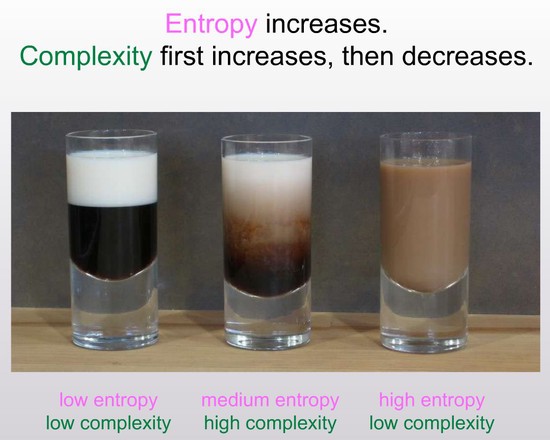 Entropy increases.
Complexity first increases, then decreases.
low entropy medium entropy high entropy
low complexity high complexity low complexity